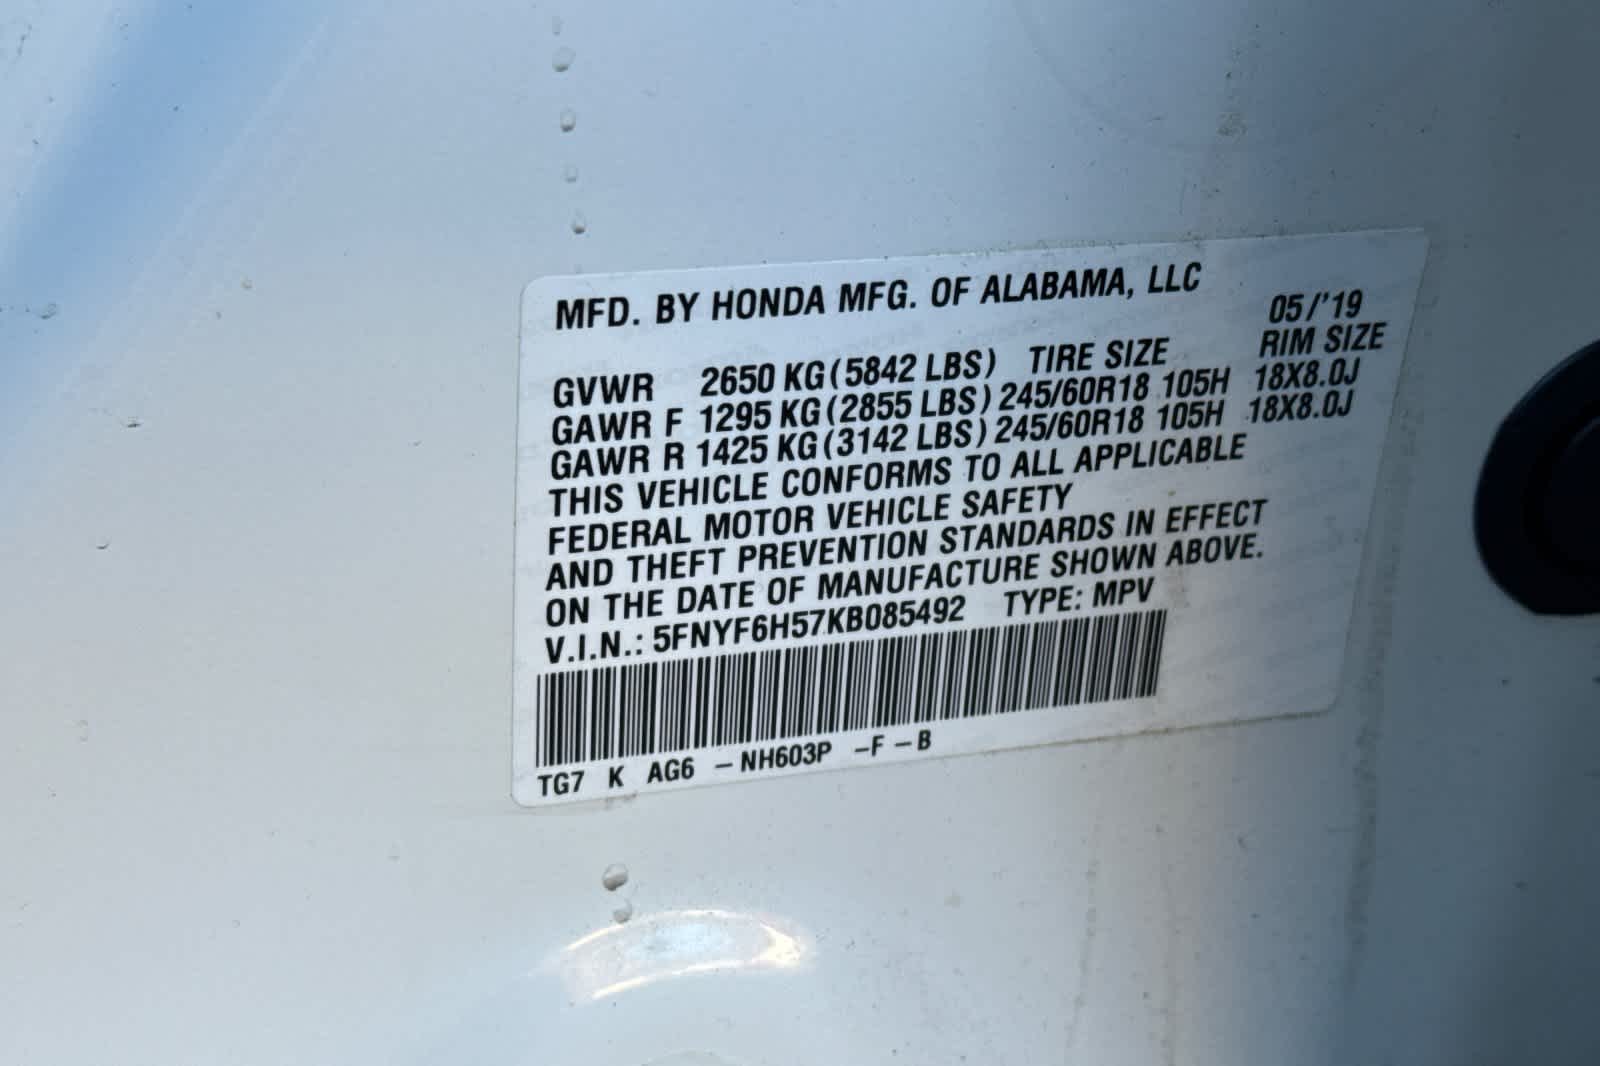 MFD. BY HONDA MFG. OF ALABAMA, LLC
05/'19
GVWR 2650 KG(5842 LBS) TIRE SIZE RIM SIZE
GAWR F 1295 KG(2855 LBS) 245/60R18 105H 18X8.0J
GAWR R 1425 KG(3142 LBS) 245/60R18 105H 18X8.0J
THIS VEHICLE CONFORMS TO ALL APPLICABLE
FEDERAL MOTOR VEHICLE SAFETY
AND THEFT PREVENTION STANDARDS IN EFFECT
ON THE DATE OF MANUFACTURE SHOWN ABOVE.
V.I.N.: 5FNYF6H57KB085492 TYPE: MPV
TG7 K AG6 -NH603P -F-B